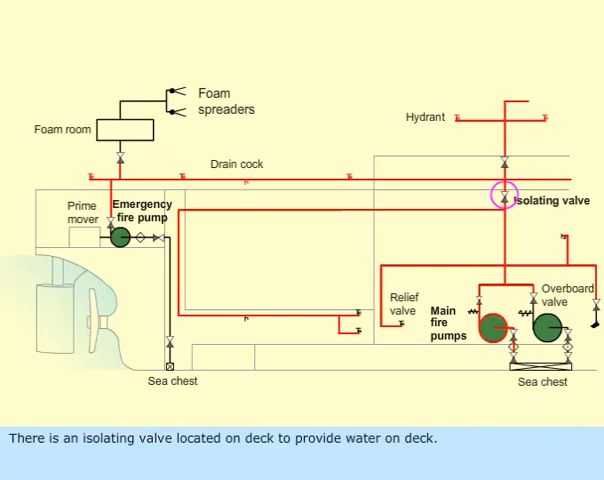 Foam
spreaders
Foam room
Hydrant
Drain cock
Prime
mover
Emergency
fire pump
Isolating valve
Relief
valve
Main
fire
pumps
Overboard
valve
Sea chest
Sea chest
There is an isolating valve located on deck to provide water on deck.